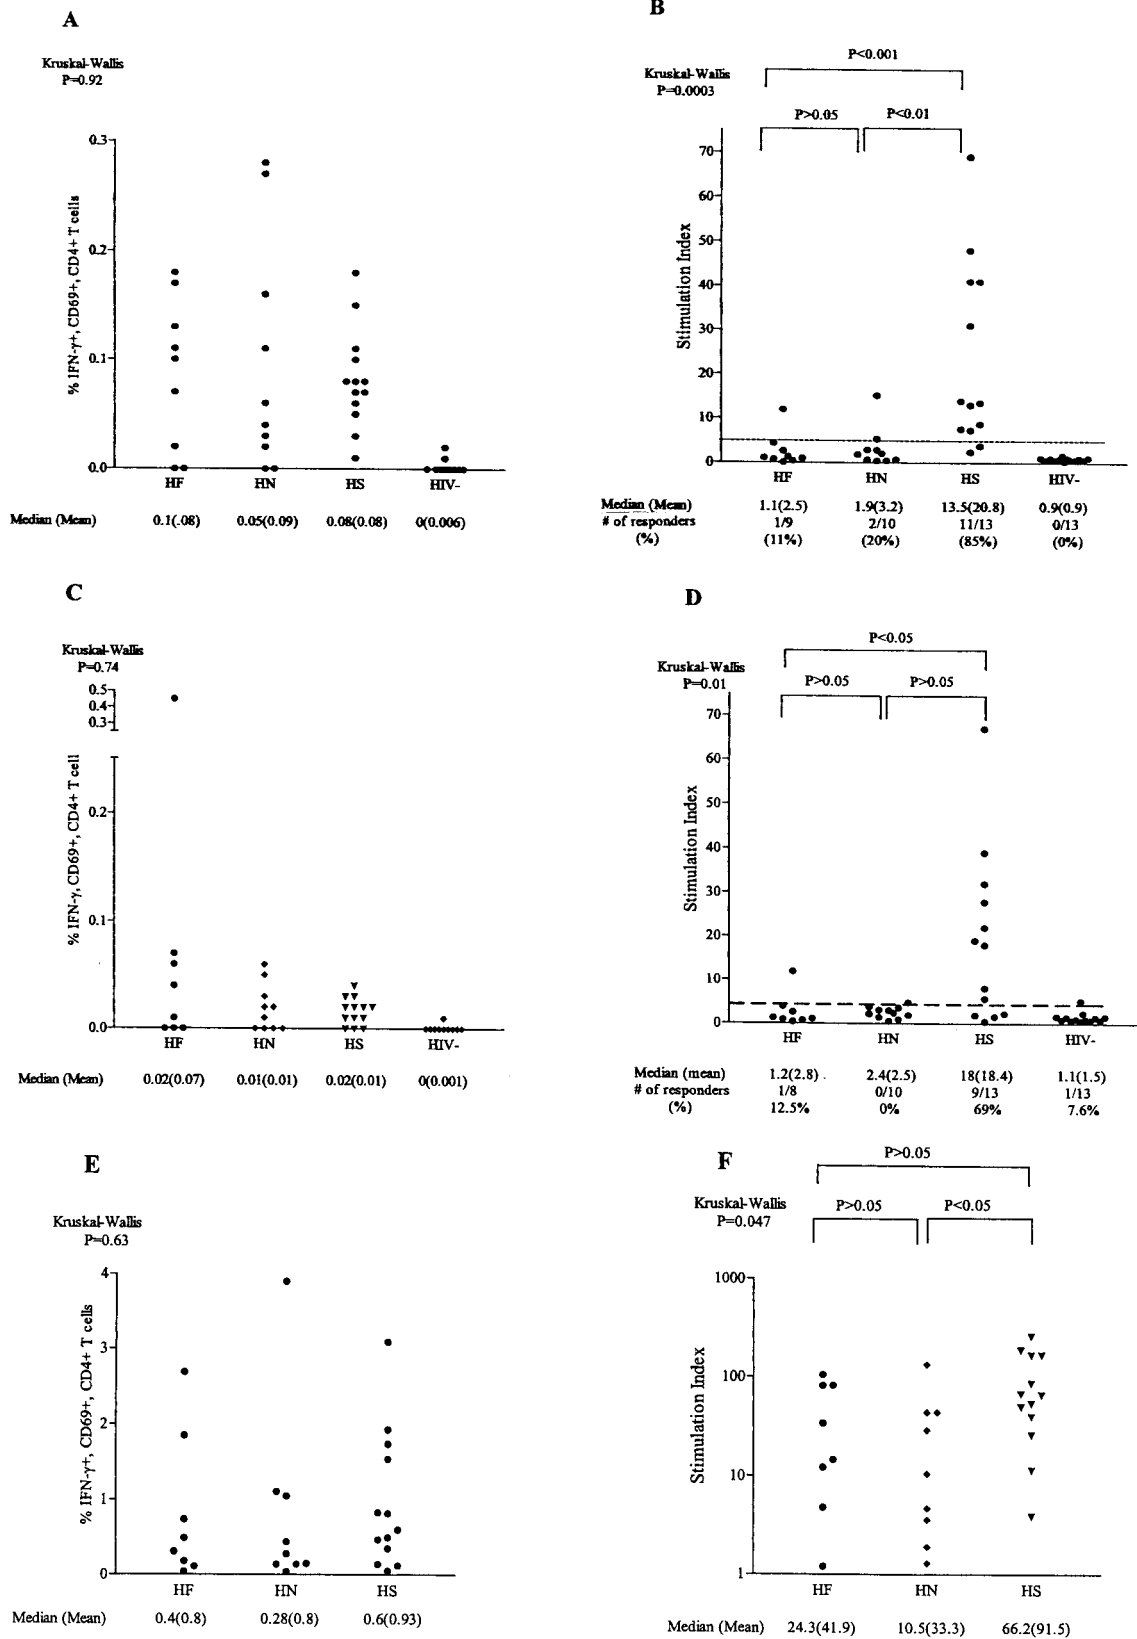 A
Kruskal-Wallis
P=0.92
% IFN-γ+, CD69+, CD4+ T cells
0.3
0.2
0.1
0.0
HF HN HS HIV-
Median (Mean) 0.1(.08) 0.05(0.09) 0.08(0.08) 0(0.006)
B
P<0.001
Kruskal-Wallis
P=0.0003
P>0.05 P<0.01
Stimulation Index
70
60
50
40
30
20
10
0
HF HN HS HIV-
Median (Mean) 1.1(2.5) 1.9(3.2) 13.5(20.8) 0.9(0.9)
# of responders 1/9 2/10 11/13 0/13
(%) (11%) (20%) (85%) (0%)
C
Kruskal-Wallis
P=0.74
% IFN-γ, CD69+, CD4+ T cell
0.5
0.4
0.3
0.2
0.1
0.0
HF HN HS HIV-
Median (Mean) 0.02(0.07) 0.01(0.01) 0.02(0.01) 0(0.001)
D
P<0.05
Kruskal-Wallis
P=0.01
P>0.05 P>0.05
Stimulation Index
70
60
50
40
30
20
10
0
HF HN HS HIV-
Median (mean) 1.2(2.8) 2.4(2.5) 18(18.4) 1.1(1.5)
# of responders 1/8 0/10 9/13 1/13
(%) 12.5% 0% 69% 7.6%
E
Kruskal-Wallis
P=0.63
% IFN-γ+, CD69+, CD4+ T cells
4
3
2
1
0
HF HN HS
Median (Mean) 0.4(0.8) 0.28(0.8) 0.6(0.93)
F
P>0.05
Kruskal-Wallis
P=0.047
P>0.05 P<0.05
Stimulation Index
1000
100
10
1
HF HN HS
Median (Mean) 24.3(41.9) 10.5(33.3) 66.2(91.5)